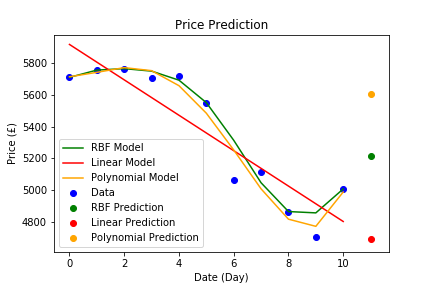 Price Prediction
Price (£)
5800
5600
5400
5200
5000
4800
RBF Model
Linear Model
Polynomial Model
Data
RBF Prediction
Linear Prediction
Polynomial Prediction
0 2 4 6 8 10
Date (Day)